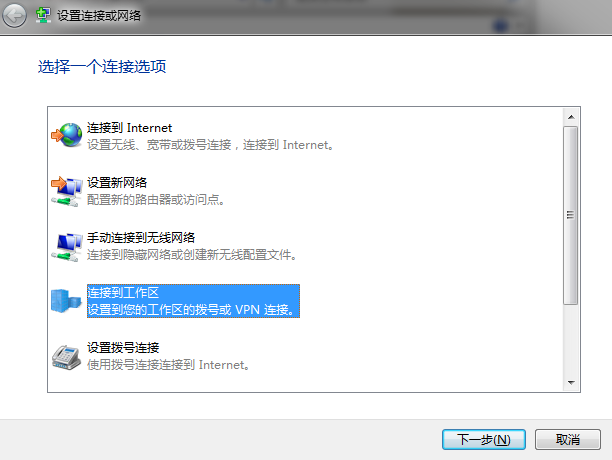 设置连接或网络
选择一个连接选项
连接到 Internet
设置无线、宽带或拨号连接，连接到 Internet。
设置新网络
配置新的路由器或访问点。
手动连接到无线网络
连接到隐藏网络或创建新无线配置文件。
连接到工作区
设置到您的工作区的拨号或 VPN 连接。
设置拨号连接
使用拨号连接连接到 Internet。
下一步(N)
取消